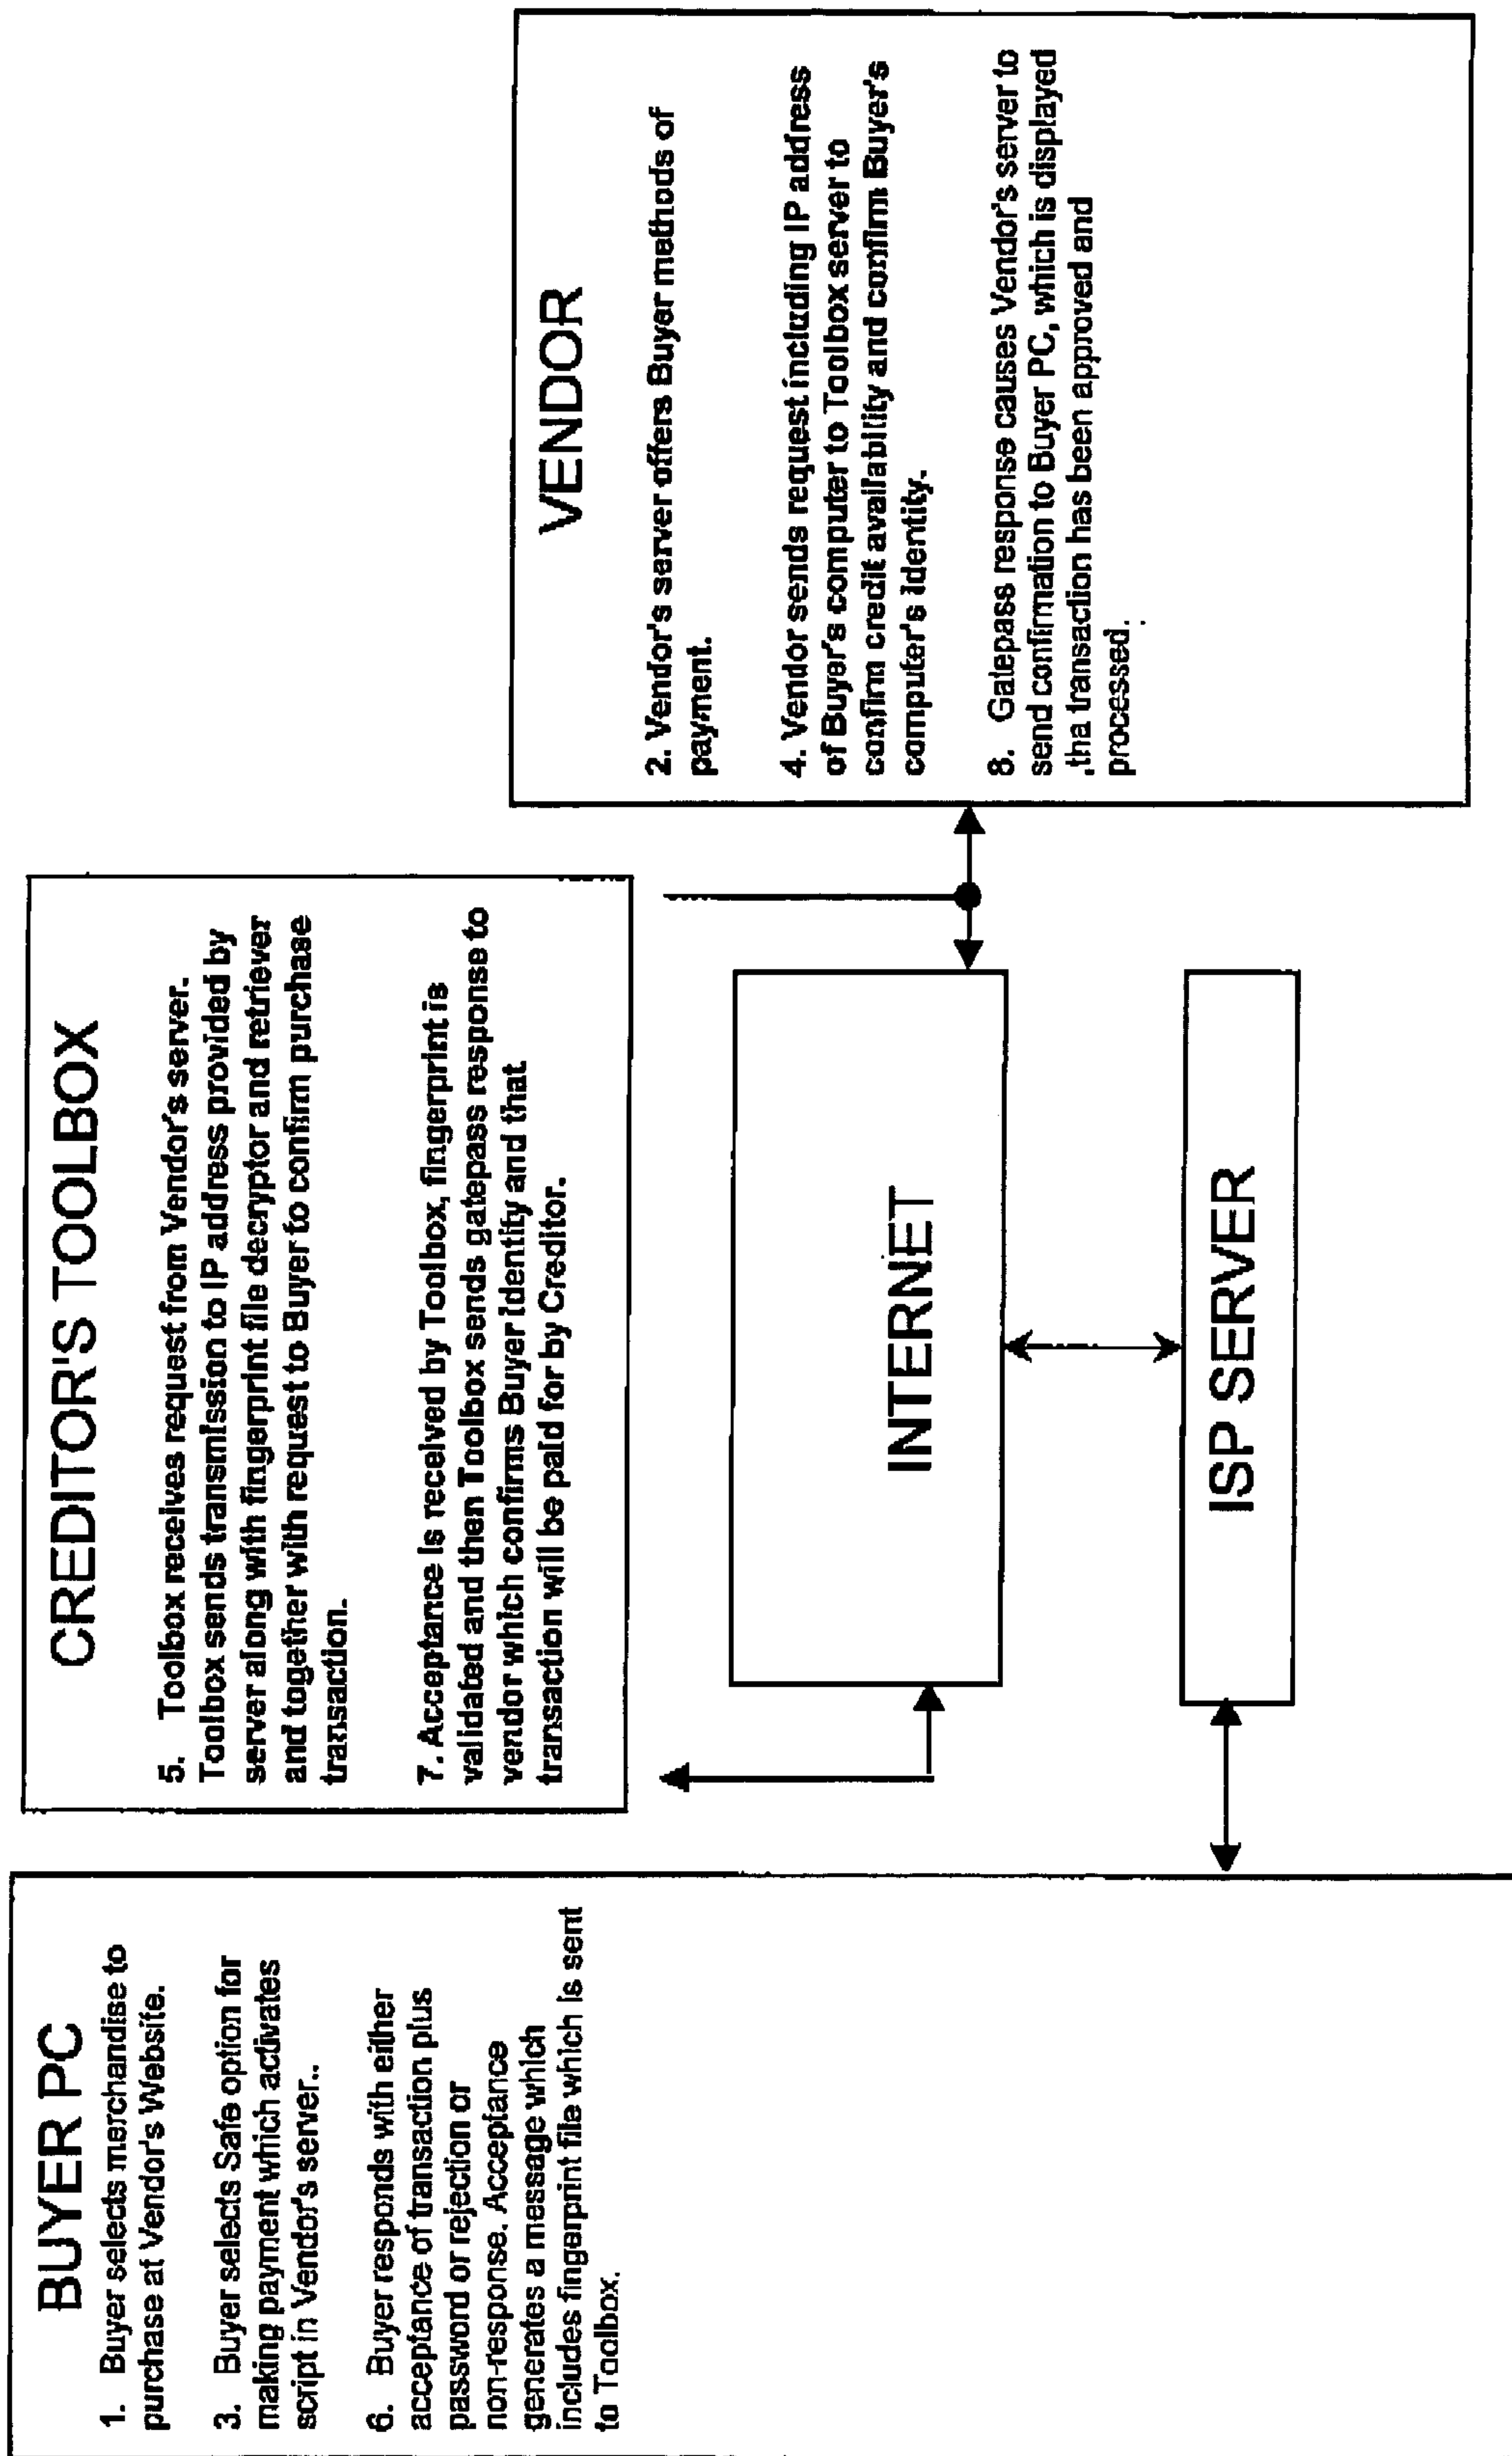 BUYER PC
1. Buyer selects merchandise to
purchase at Vendor's Website.
3. Buyer selects Safe option for
making payment which activates
script in Vendor's server..
6. Buyer responds with either
acceptance of transaction plus
password or rejection or
non-response. Acceptance
generates a message which
includes fingerprint file which is sent
to Toolbox.
CREDITOR'S TOOLBOX
5. Toolbox receives request from Vendor's server.
Toolbox sends transmission to IP address provided by
server along with fingerprint file decryptor and retriever
and together with request to Buyer to confirm purchase
transaction.
7. Acceptance is received by Toolbox, fingerprint is
validated and then Toolbox sends gatepass response to
vendor which confirms Buyer identity and that
transaction will be paid for by Creditor.
INTERNET
ISP SERVER
VENDOR
2. Vendor's server offers Buyer methods of
payment.
4. Vendor sends request including IP address
of Buyer's computer to Toolbox server to
confirm credit availability and confirm Buyer's
computer's identity.
8. Gatepass response causes Vendor's server to
send confirmation to Buyer PC, which is displayed
,tha transaction has been approved and
processed.